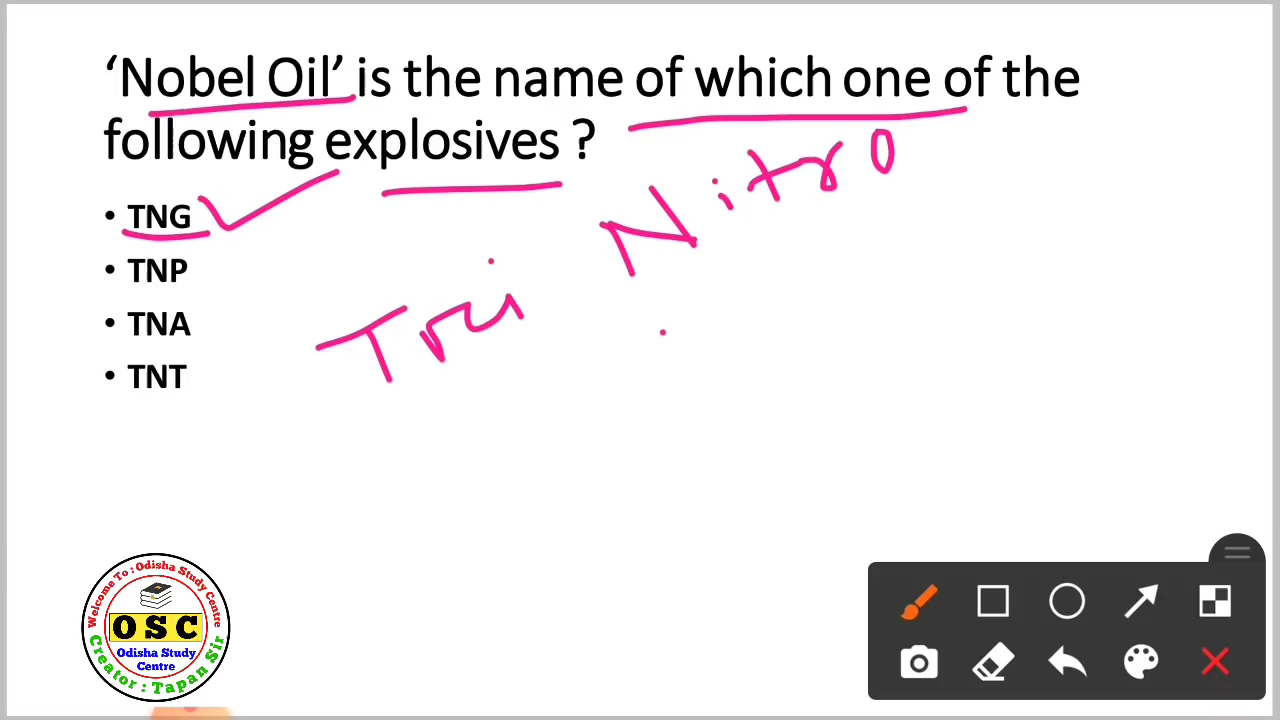 ‘Nobel Oil’ is the name of which one of the
following explosives ?
• TNG
• TNP
• TNA
• TNT
Tri Nitro
Welcome To : Odisha Study Centre
OSC
Odisha Study
Centre
Creator : Tapan Sir